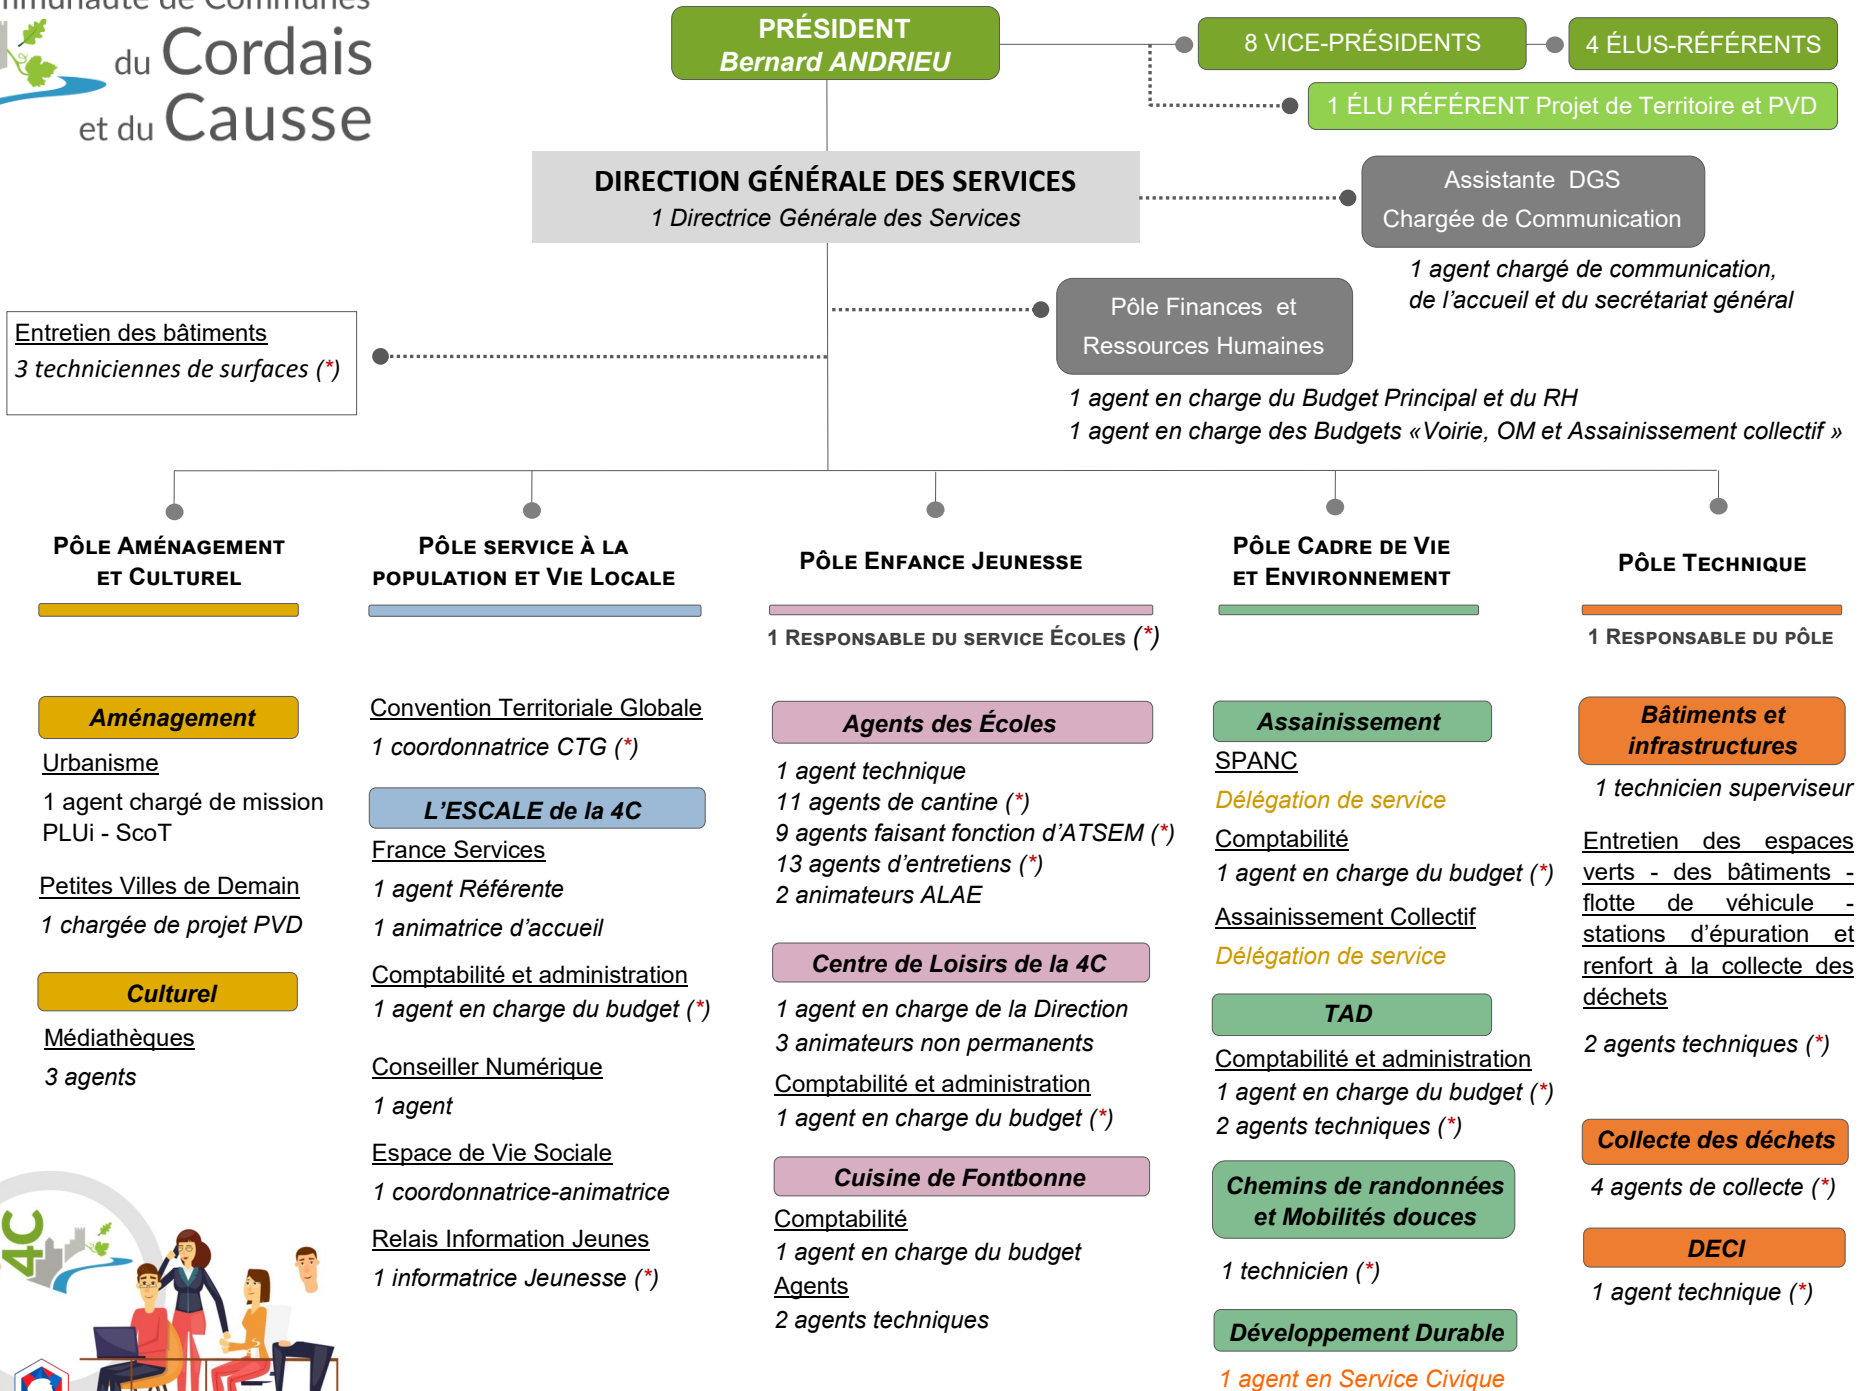 du Cordais
et du Causse
PRÉSIDENT
Bernard ANDRIEU
8 VICE-PRÉSIDENTS
4 ÉLUS-RÉFÉRENTS
1 ÉLU RÉFÉRENT Projet de Territoire et PVD
DIRECTION GÉNÉRALE DES SERVICES
1 Directrice Générale des Services
Assistante DGS
Chargée de Communication
1 agent chargé de communication,
de l'accueil et du secrétariat général
Pôle Finances et
Ressources Humaines
1 agent en charge du Budget Principal et du RH
1 agent en charge des Budgets «Voirie, OM et Assainissement collectif »
Entretien des bâtiments
3 techniciennes de surfaces (*)
PÔLE AMÉNAGEMENT
ET CULTUREL
Aménagement
Urbanisme
1 agent chargé de mission
PLUi - ScoT
Petites Villes de Demain
1 chargée de projet PVD
Culturel
Médiathèques
3 agents
PÔLE SERVICE À LA
POPULATION ET VIE LOCALE
Convention Territoriale Globale
1 coordonnatrice CTG (*)
L'ESCALE de la 4C
France Services
1 agent Référente
1 animatrice d'accueil
Comptabilité et administration
1 agent en charge du budget (*)
Conseiller Numérique
1 agent
Espace de Vie Sociale
1 coordonnatrice-animatrice
Relais Information Jeunes
1 informatrice Jeunesse (*)
PÔLE ENFANCE JEUNESSE
1 RESPONSABLE DU SERVICE ÉCOLES (*)
Agents des Écoles
1 agent technique
11 agents de cantine (*)
9 agents faisant fonction d'ATSEM (*)
13 agents d'entretiens (*)
2 animateurs ALAE
Centre de Loisirs de la 4C
1 agent en charge de la Direction
3 animateurs non permanents
Comptabilité et administration
1 agent en charge du budget (*)
Cuisine de Fontbonne
Comptabilité
1 agent en charge du budget
Agents
2 agents techniques
PÔLE CADRE DE VIE
ET ENVIRONNEMENT
Assainissement
SPANC
Délégation de service
Comptabilité
1 agent en charge du budget (*)
Assainissement Collectif
Délégation de service
TAD
Comptabilité et administration
1 agent en charge du budget (*)
2 agents techniques (*)
Chemins de randonnées
et Mobilités douces
1 technicien (*)
Développement Durable
1 agent en Service Civique
PÔLE TECHNIQUE
1 RESPONSABLE DU PÔLE
Bâtiments et
infrastructures
1 technicien superviseur
Entretien des espaces
verts - des bâtiments -
flotte de véhicule -
stations d'épuration et
renfort à la collecte des
déchets
2 agents techniques (*)
Collecte des déchets
4 agents de collecte (*)
DECI
1 agent technique (*)
4C